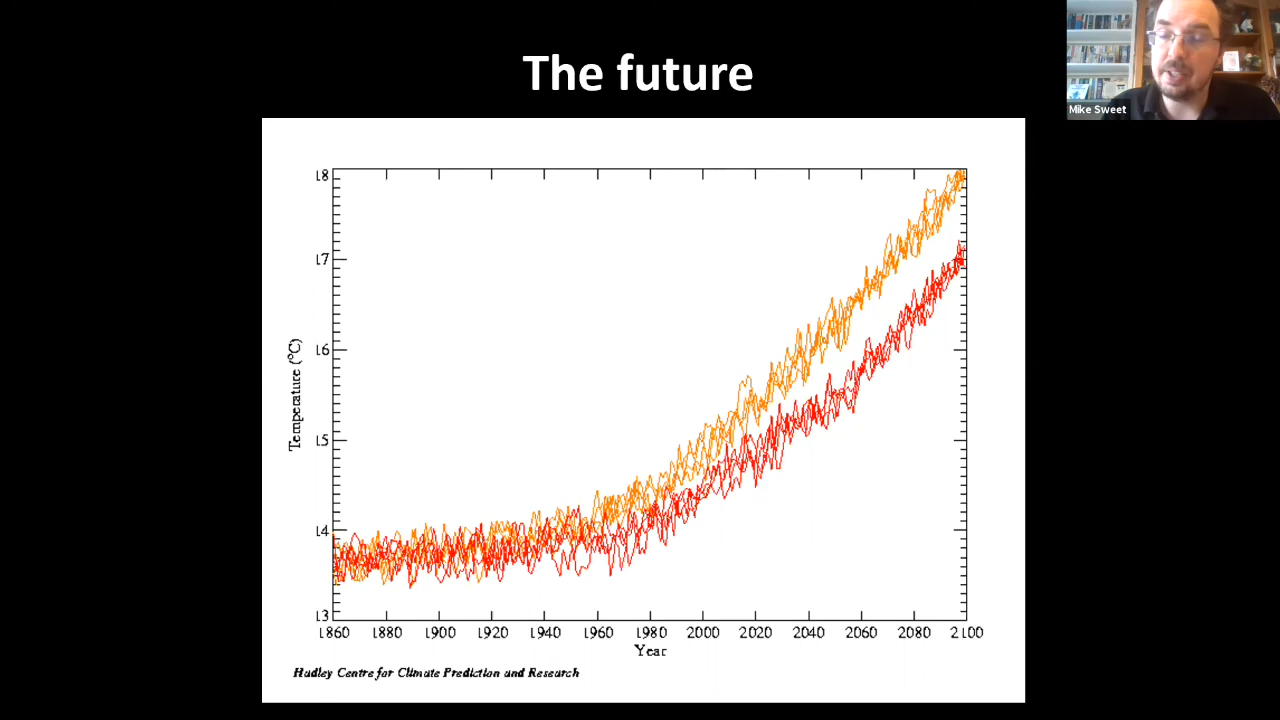 The future
Mike Sweet
18
17
16
15
14
13
Temperature (°C)
1860 1880 1900 1920 1940 1960 1980 2000 2020 2040 2060 2080 2100
Year
Hadley Centre for Climate Prediction and Research